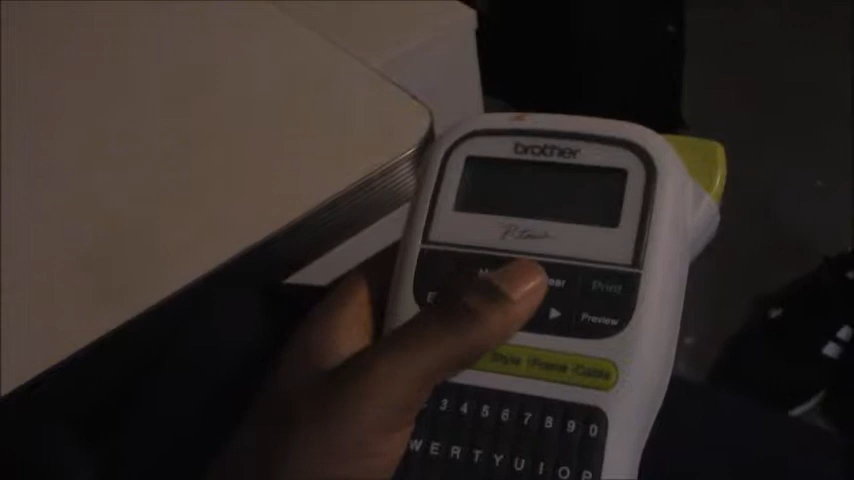 brother
P-touch
Print
Preview
Style Frame Cable
3 4 5 6 7 8 9 0
W E R T Y U I O P